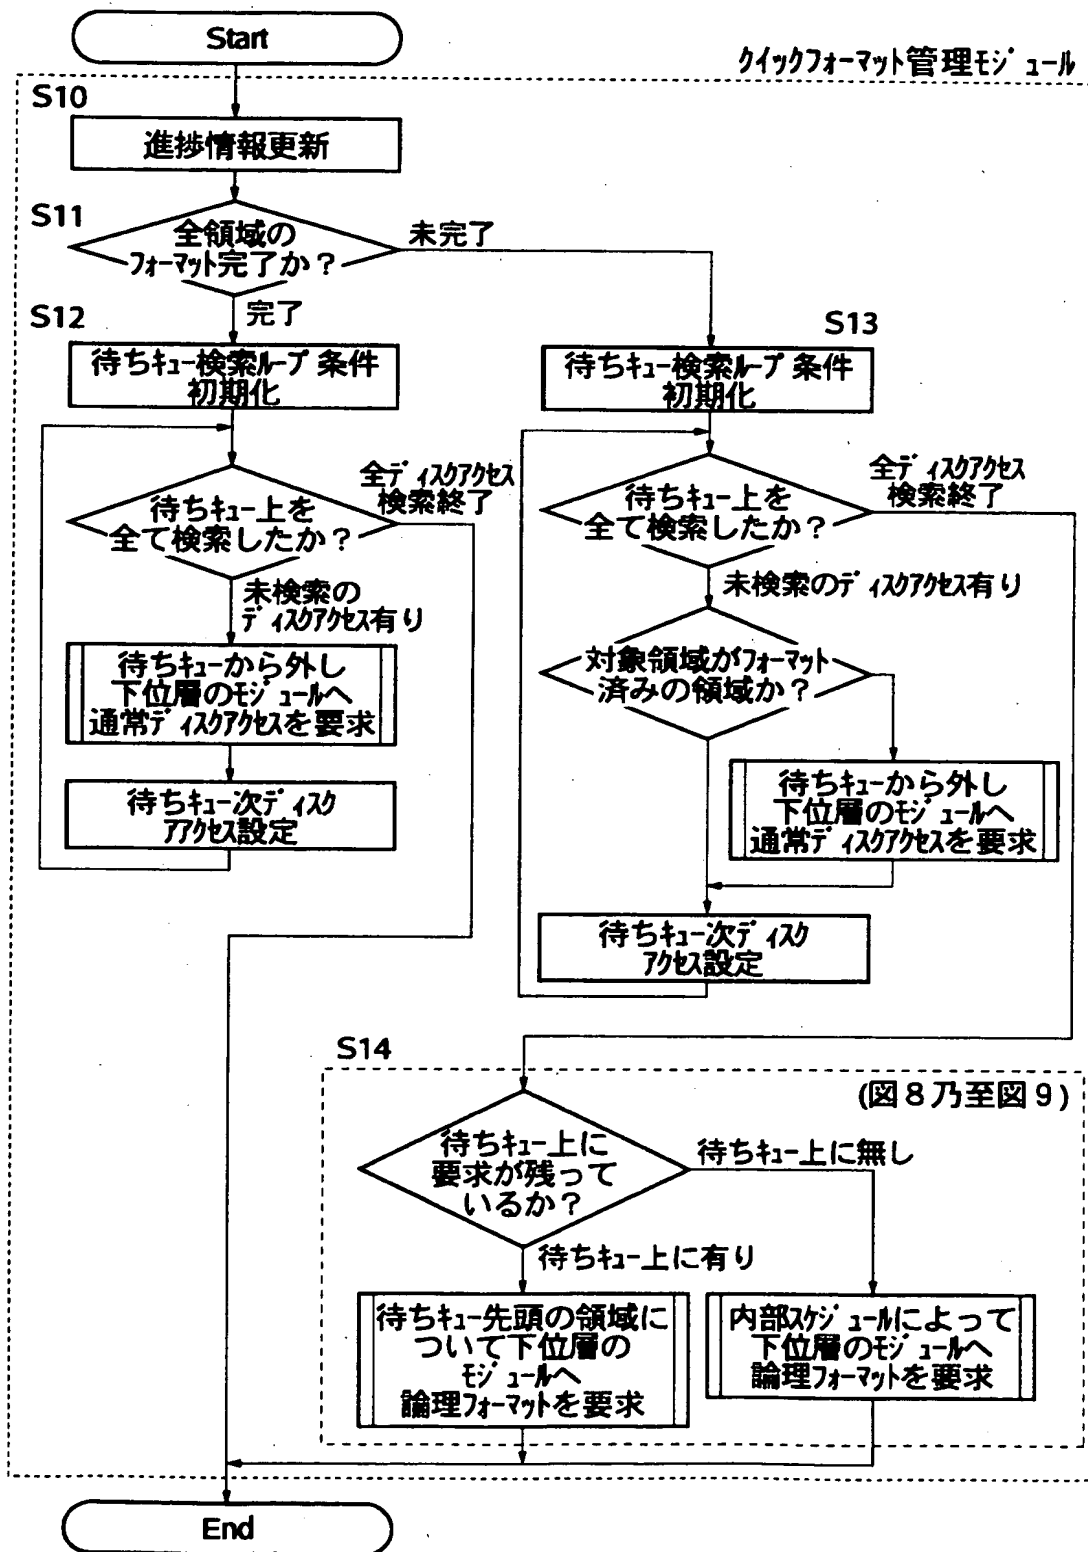 Start
クイックフォーマット管理モジュール
S10
進捗情報更新
S11
全領域の
フォーマット完了か？
未完了
完了
S12
待ちキュー検索ループ条件
初期化
待ちキュー上を
全て検索したか？
全ディスクアクセス
検索終了
未検索の
ディスクアクセス有り
待ちキューから外し
下位層のモジュールへ
通常ディスクアクセスを要求
待ちキュー次ディスク
アアクセス設定
S13
待ちキュー検索ループ条件
初期化
待ちキュー上を
全て検索したか？
全ディスクアクセス
検索終了
未検索のディスクアクセス有り
対象領域がフォーマット
済みの領域か？
待ちキューから外し
下位層のモジュールへ
通常ディスクアクセスを要求
待ちキュー次ディスク
アクセス設定
S14
(図８乃至図９)
待ちキュー上に
要求が残って
いるか？
待ちキュー上に無し
待ちキュー上に有り
待ちキュー先頭の領域に
ついて下位層の
モジュールへ
論理フォーマットを要求
内部スケジュールによって
下位層のモジュールへ
論理フォーマットを要求
End